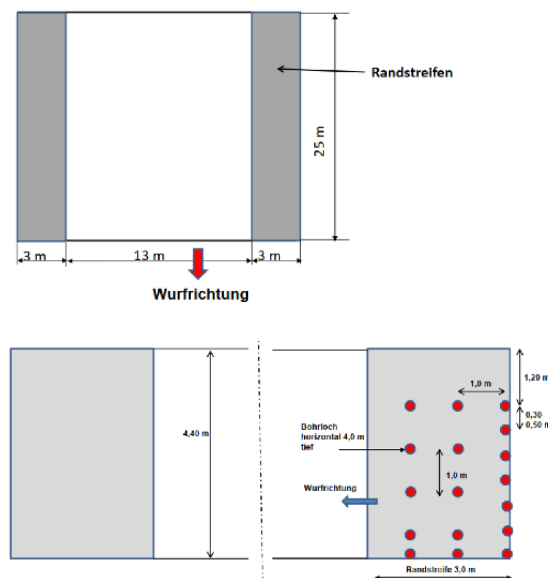 Randstreifen
25 m
3 m
13 m
3 m
Wurfrichtung
1,0 m
1,20 m
0,30-
0,50 m
4,40 m
Bohrloch
horizontal 4,0 m
tief
1,0 m
Wurfrichtung
Randstreife 3,0 m